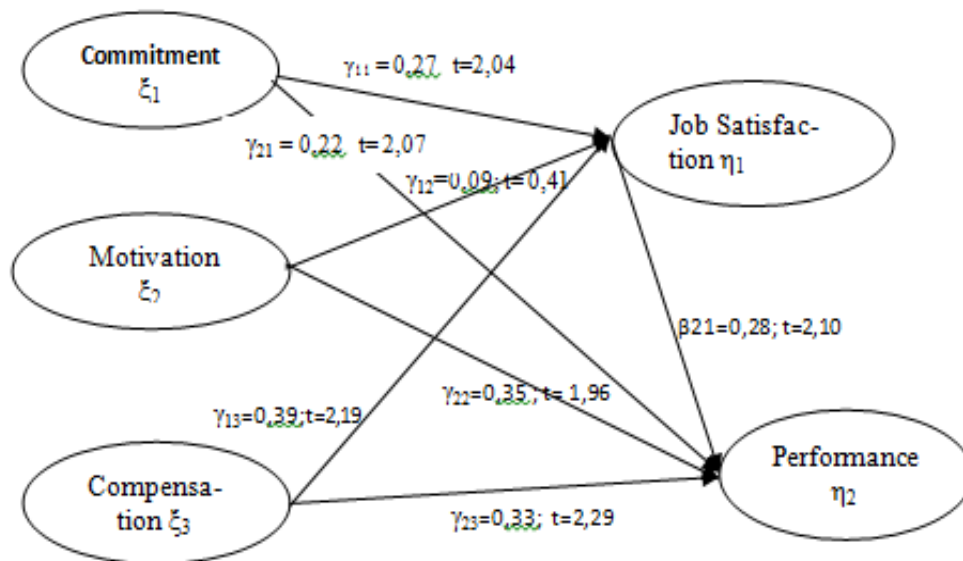 Commitment
ξ1
γ11 = 0,27 t=2,04
Job Satisfac-
tion η1
γ21 = 0,22 t=2,07
γ12=0,09; t=0,41
Motivation
ξ2
β21=0,28; t=2,10
γ22=0,35; t= 1,96
γ13=0,39;t=2,19
Performance
η2
Compensa-
tion ξ3
γ23=0,33; t=2,29